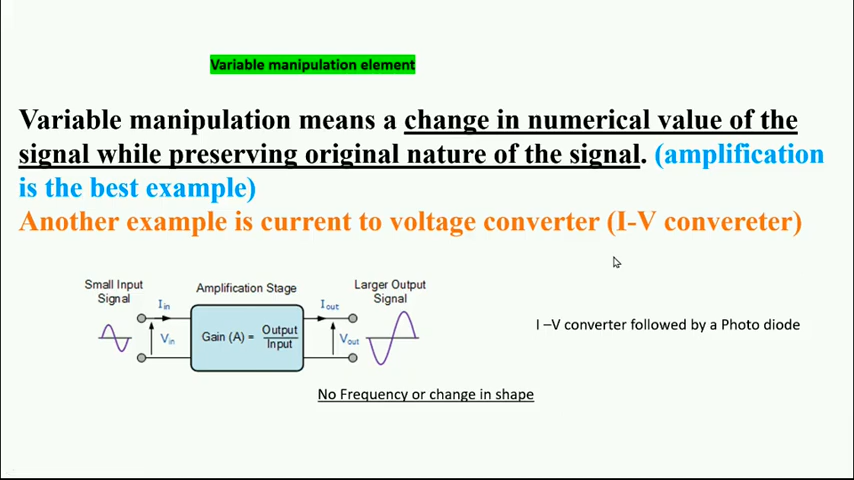 Variable manipulation element
Variable manipulation means a change in numerical value of the
signal while preserving original nature of the signal. (amplification
is the best example)
Another example is current to voltage converter (I-V convereter)
Small Input
Signal
Amplification Stage
Larger Output
Signal
Iin
Iout
Vin
Gain (A) = Output
Input
Vout
I –V converter followed by a Photo diode
No Frequency or change in shape